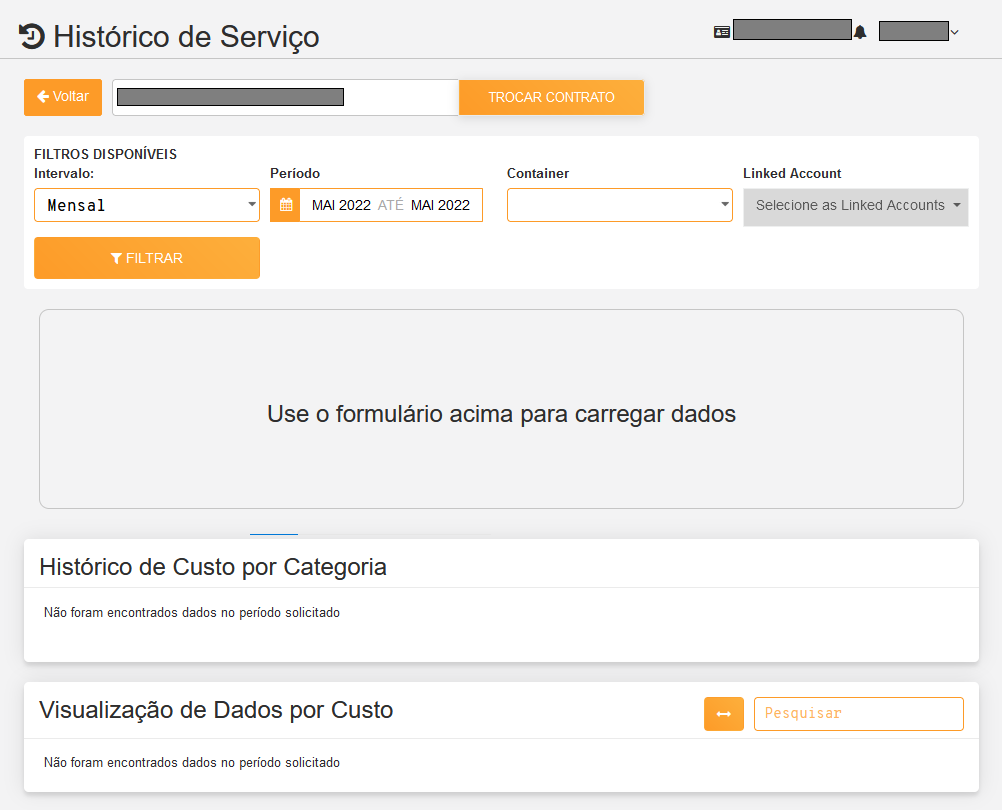 Histórico de Serviço
Voltar
TROCAR CONTRATO
FILTROS DISPONÍVEIS
Intervalo: Período Container Linked Account
Mensal MAI 2022 ATÉ MAI 2022 Selecione as Linked Accounts
FILTRAR
Use o formulário acima para carregar dados
Histórico de Custo por Categoria
Não foram encontrados dados no período solicitado
Visualização de Dados por Custo Pesquisar
Não foram encontrados dados no período solicitado